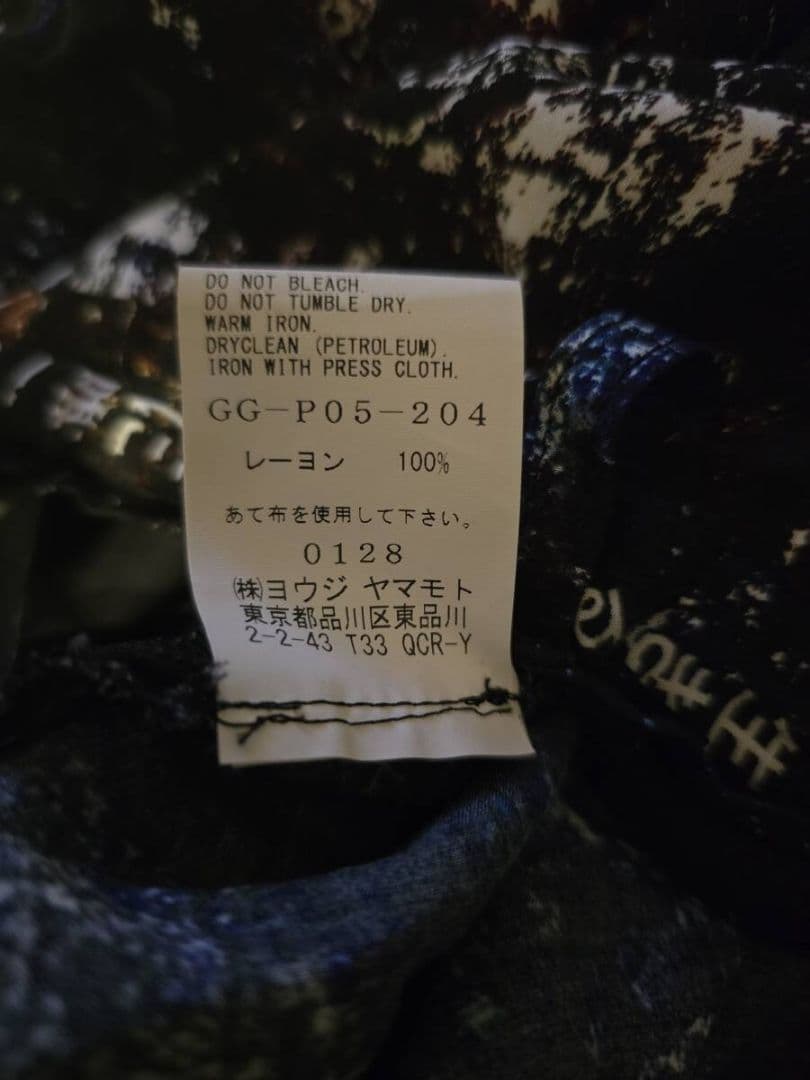 DO NOT BLEACH.
DO NOT TUMBLE DRY.
WARM IRON.
DRYCLEAN (PETROLEUM).
IRON WITH PRESS CLOTH.
GG-P05-204
レーヨン 100%
あて布を使用して下さい。
0128
㈱ヨウジ ヤマモト
東京都品川区東品川
2-2-43 T33 QCR-Y